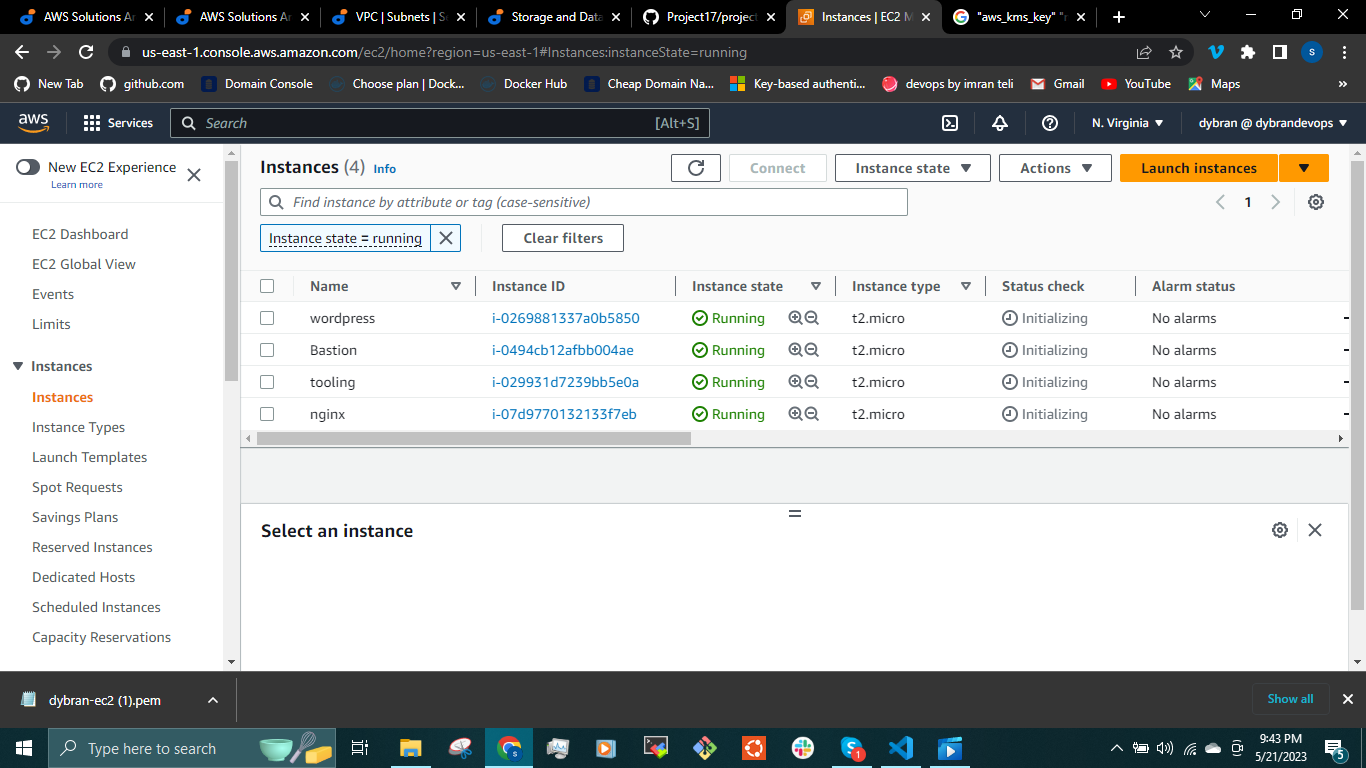 AWS Solutions Ar
AWS Solutions Ar
VPC | Subnets | S
Storage and Data
Project17/project
Instances | EC2 M
"aws_kms_key" "r
us-east-1.console.aws.amazon.com/ec2/home?region=us-east-1#Instances:instanceState=running
S
New Tab
github.com
Domain Console
Choose plan | Dock...
Docker Hub
Cheap Domain Na...
Key-based authenti...
devops by imran teli
Gmail
YouTube
Maps
»
aws
Services
Search
[Alt+S]
N. Virginia
dybran @ dybrandevops
New EC2 Experience
Learn more
EC2 Dashboard
EC2 Global View
Events
Limits
Instances
Instances
Instance Types
Launch Templates
Spot Requests
Savings Plans
Reserved Instances
Dedicated Hosts
Scheduled Instances
Capacity Reservations
Instances (4) Info
Connect
Instance state
Actions
Launch instances
Find instance by attribute or tag (case-sensitive)
1
Instance state = running
Clear filters
Name Instance ID Instance state Instance type Status check Alarm status
wordpress i-0269881337a0b5850 Running t2.micro Initializing No alarms
Bastion i-0494cb12afbb004ae Running t2.micro Initializing No alarms
tooling i-029931d7239bb5e0a Running t2.micro Initializing No alarms
nginx i-07d9770132133f7eb Running t2.micro Initializing No alarms
Select an instance
dybran-ec2 (1).pem
Show all
Type here to search
S
1
9:43 PM
5/21/2023
5